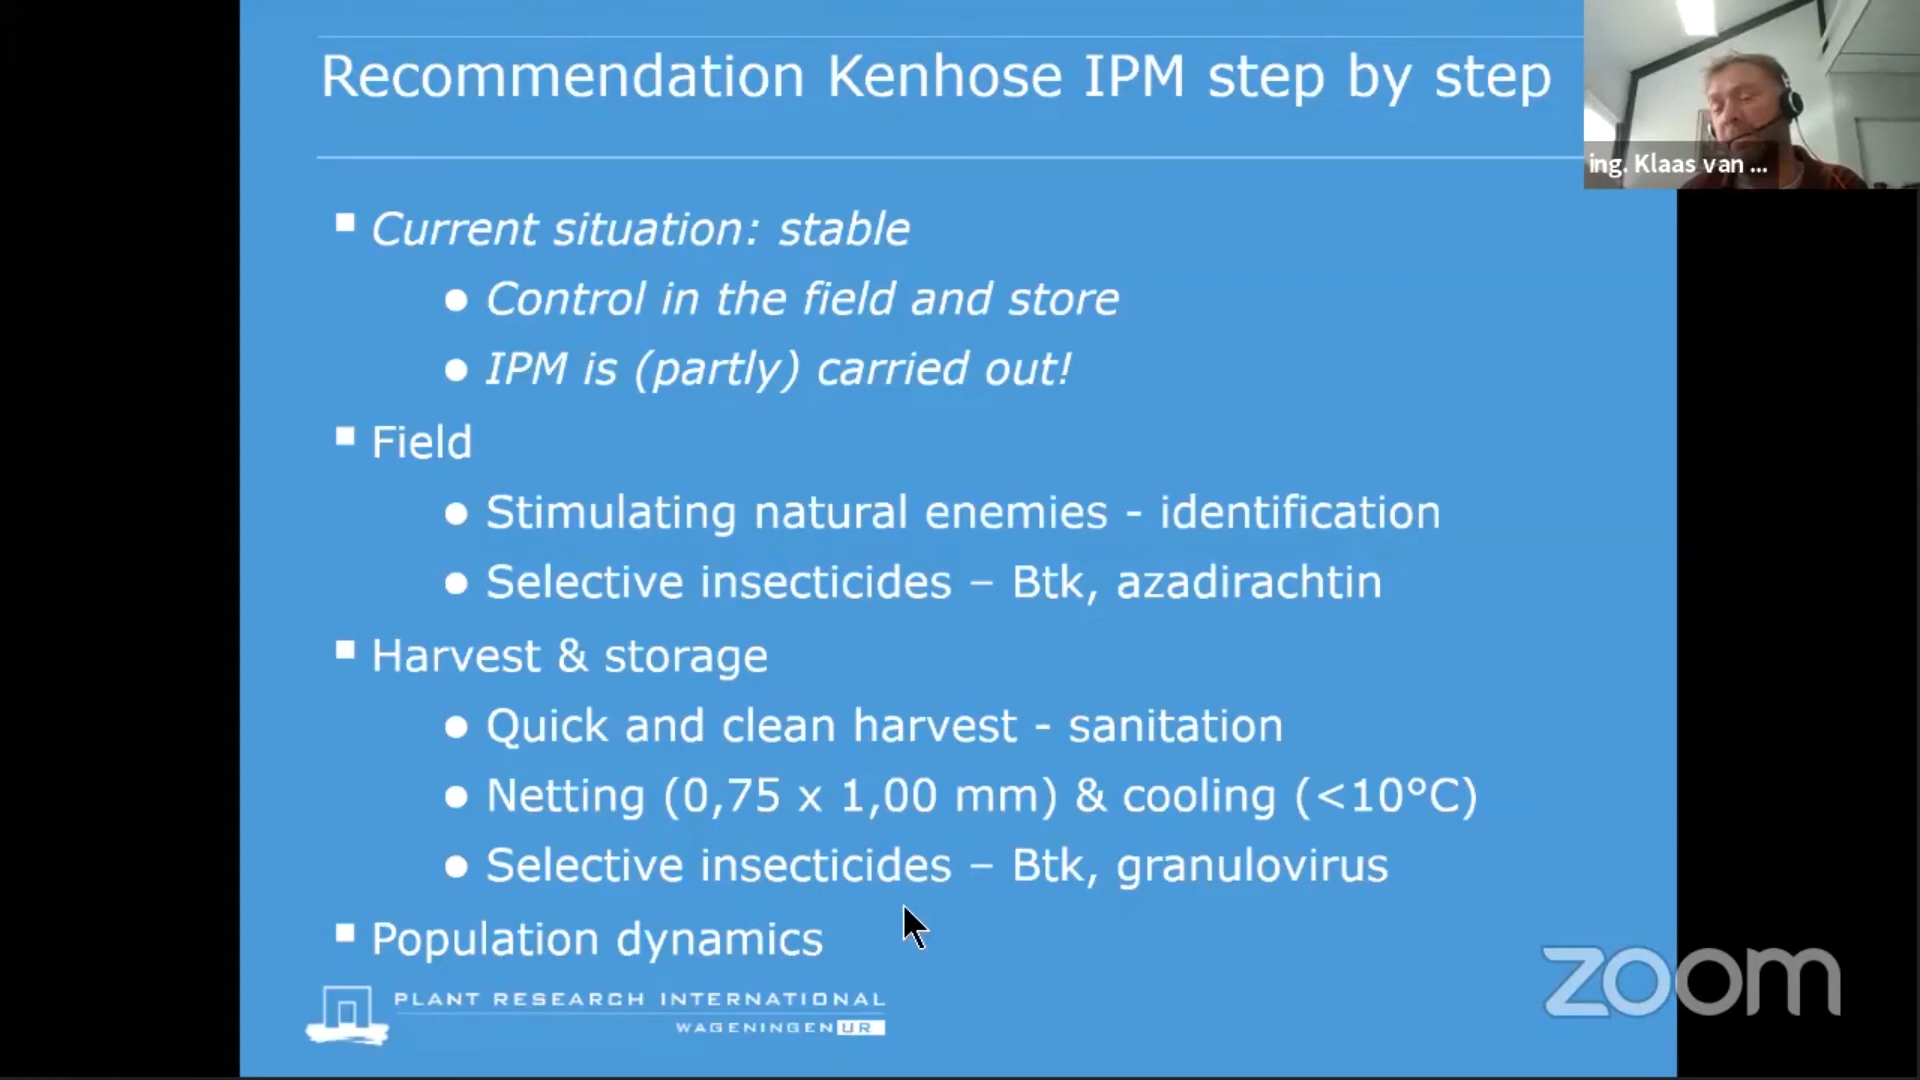 Recommendation Kenhose IPM step by step
ing. Klaas van ...
Current situation: stable
Control in the field and store
IPM is (partly) carried out!
Field
Stimulating natural enemies - identification
Selective insecticides – Btk, azadirachtin
Harvest & storage
Quick and clean harvest - sanitation
Netting (0,75 x 1,00 mm) & cooling (<10°C)
Selective insecticides – Btk, granulovirus
Population dynamics
PLANT RESEARCH INTERNATIONAL
WAGENINGEN UR
zoom